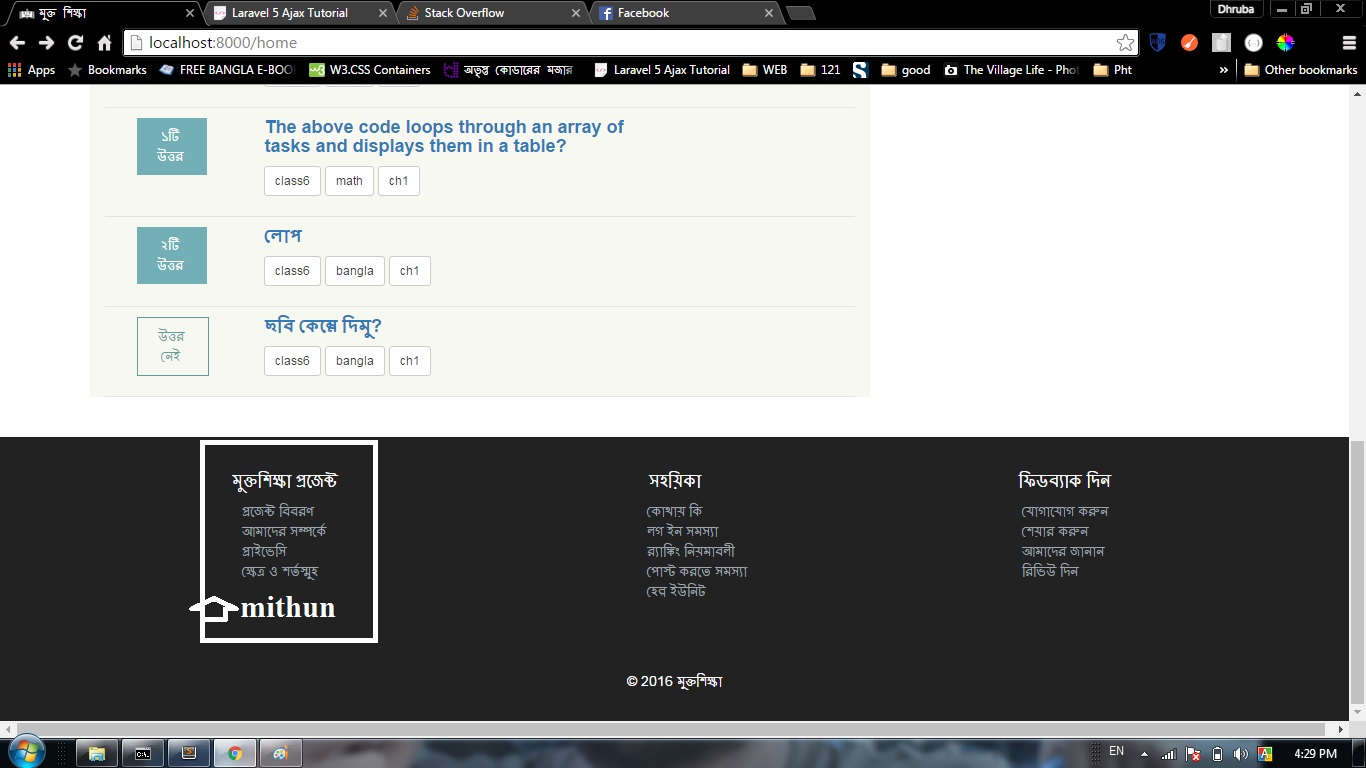 মুক্ত শিক্ষা
Laravel 5 Ajax Tutorial
Stack Overflow
Facebook
Dhruba
localhost:8000/home
Apps
Bookmarks
FREE BANGLA E-BOO
W3.CSS Containers
অতৃপ্ত কোডারের মজার
Laravel 5 Ajax Tutorial
WEB
121
good
The Village Life - Phot
Pht
»
Other bookmarks
১টি
উত্তর
The above code loops through an array of
tasks and displays them in a table?
class6 math ch1
২টি
উত্তর
লোপ
class6 bangla ch1
উত্তর
নেই
ছবি কেম্নে দিমু?
class6 bangla ch1
মুক্তশিক্ষা প্রজেক্ট
প্রজেক্ট বিবরণ
আমাদের সম্পর্কে
প্রাইভেসি
ক্ষেত্র ও শর্তসমূহ
mithun
সহয়িকা
কোথায় কি
লগ ইন সমস্যা
র‍্যাঙ্কিং নিয়মাবলী
পোস্ট করতে সমস্যা
হেল্প ইউনিট
ফিডব্যাক দিন
যোগাযোগ করুন
শেয়ার করুন
আমাদের জানান
রিভিউ দিন
© 2016 মুক্তশিক্ষা
EN
4:29 PM